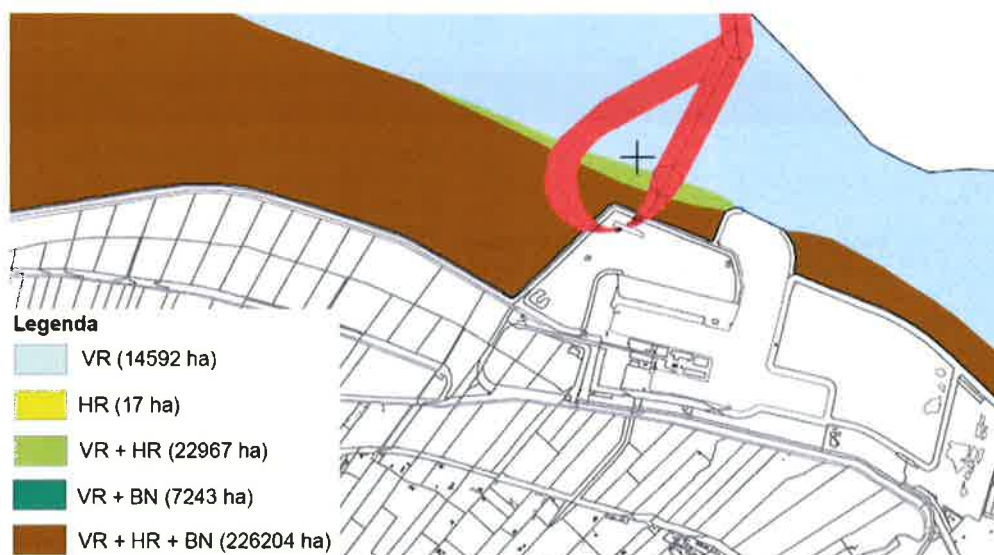 Legenda
VR (14592 ha)
HR (17 ha)
VR + HR (22967 ha)
VR + BN (7243 ha)
VR + HR + BN (226204 ha)